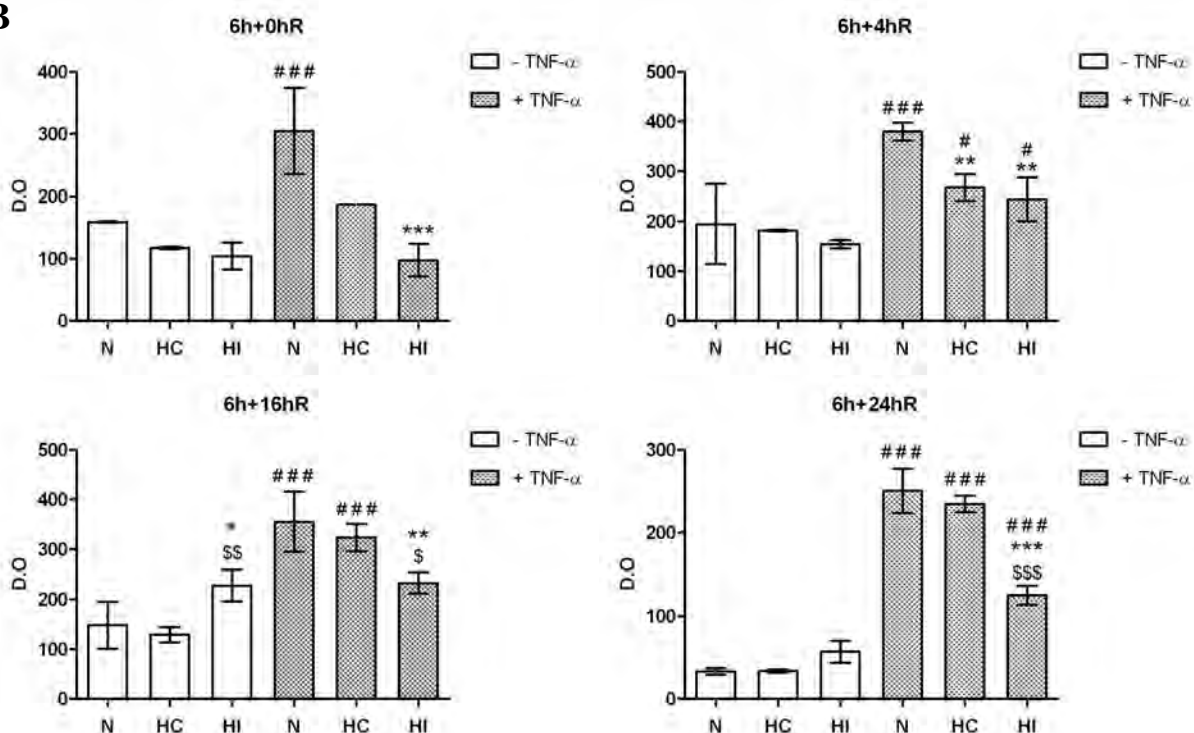 B
6h+0hR
- TNF-α
+ TNF-α
D.O
400
300
200
100
0
###
***
N HC HI N HC HI
6h+4hR
- TNF-α
+ TNF-α
D.O
500
400
300
200
100
0
###
# #
** **
N HC HI N HC HI
6h+16hR
- TNF-α
+ TNF-α
D.O
500
400
300
200
100
0
* ### ### **
$$ $
N HC HI N HC HI
6h+24hR
- TNF-α
+ TNF-α
D.O
300
200
100
0
### ### ###
***
$$$
N HC HI N HC HI